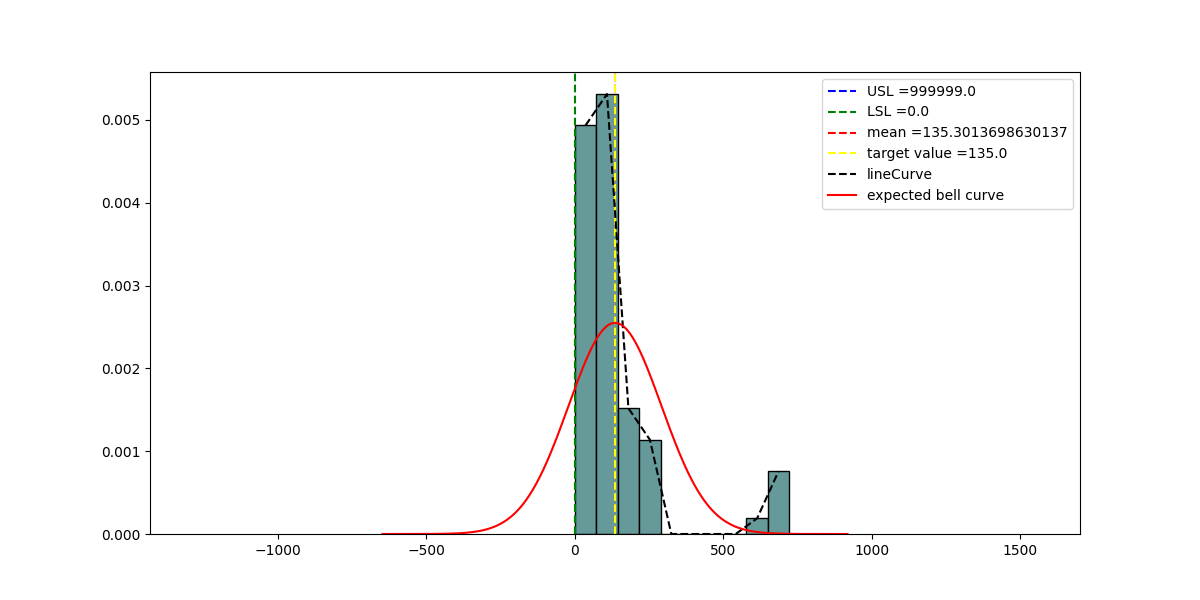 USL =999999.0
LSL =0.0
mean =135.3013698630137
target value =135.0
lineCurve
expected bell curve
0.005
0.004
0.003
0.002
0.001
0.000
−1000 −500 0 500 1000 1500